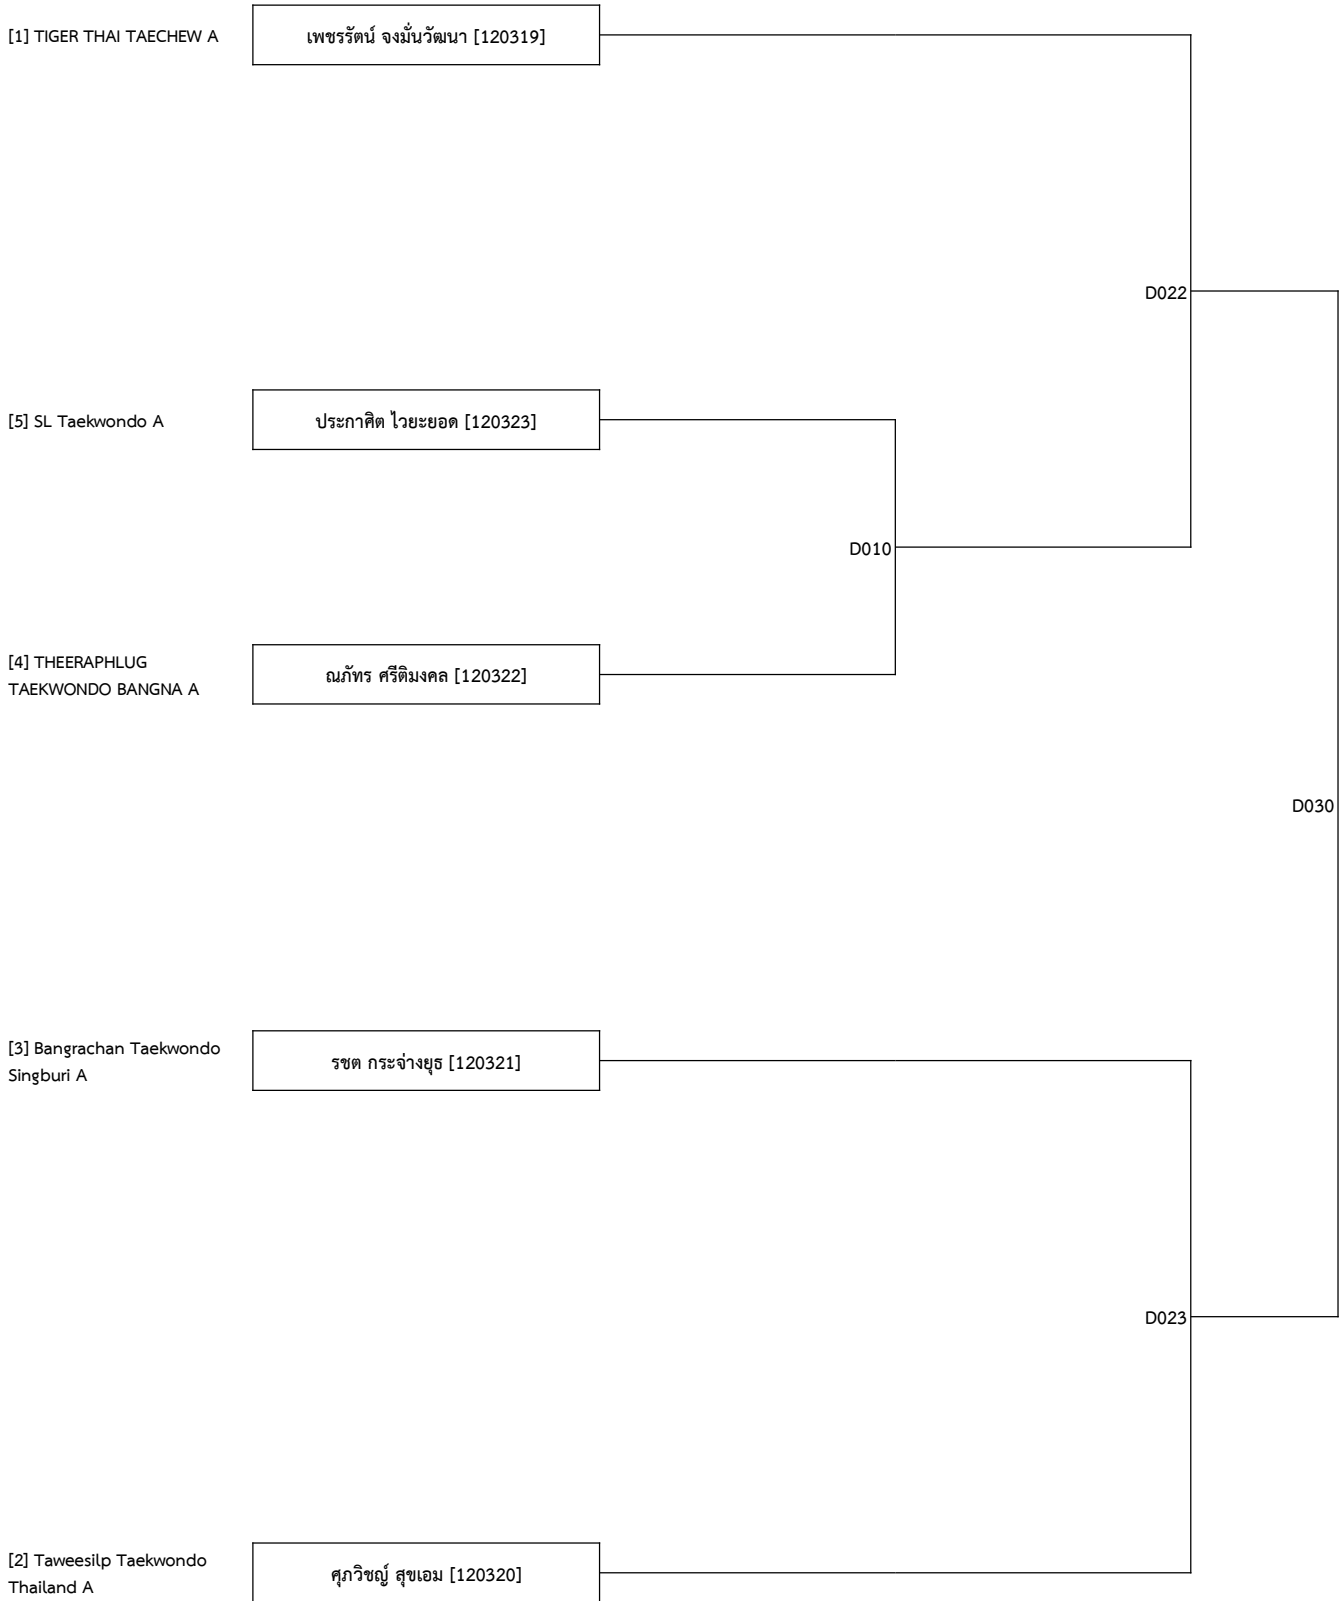 [1] TIGER THAI TAECHEW A
เพชรรัตน์ จงมั่นวัฒนา [120319]
D022
[5] SL Taekwondo A
ประกาศิต ไวยะยอด [120323]
D010
[4] THEERAPHLUG
TAEKWONDO BANGNA A
ณภัทร ศรีติมงคล [120322]
D030
[3] Bangrachan Taekwondo
Singburi A
รชต กระจ่างยุธ [120321]
D023
[2] Taweesilp Taekwondo
Thailand A
ศุภวิชญ์ สุขเอม [120320]